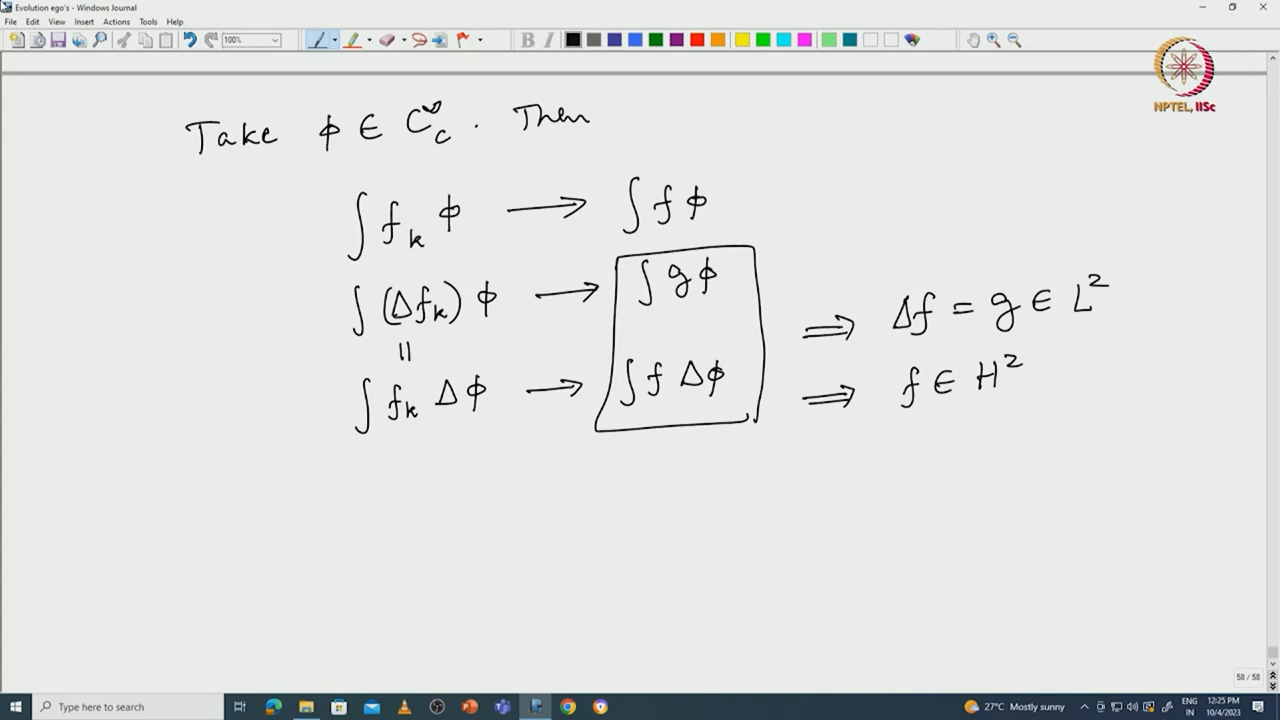 Evolution eqo's - Windows Journal
File Edit View Insert Actions Tools Help
100%
B I
NPTEL, IISc
Take φ ∈ C_c^∞ . Then
∫ f_k φ ⟶ ∫ f φ
∫ (Δf_k) φ ⟶ ∫ g φ
⟹ Δf = g ∈ L²
||
∫ f_k Δφ ⟶ ∫ f Δφ
⟹ f ∈ H²
58 / 58
Type here to search
27°C Mostly sunny
ENG
IN
12:25 PM
10/4/2023